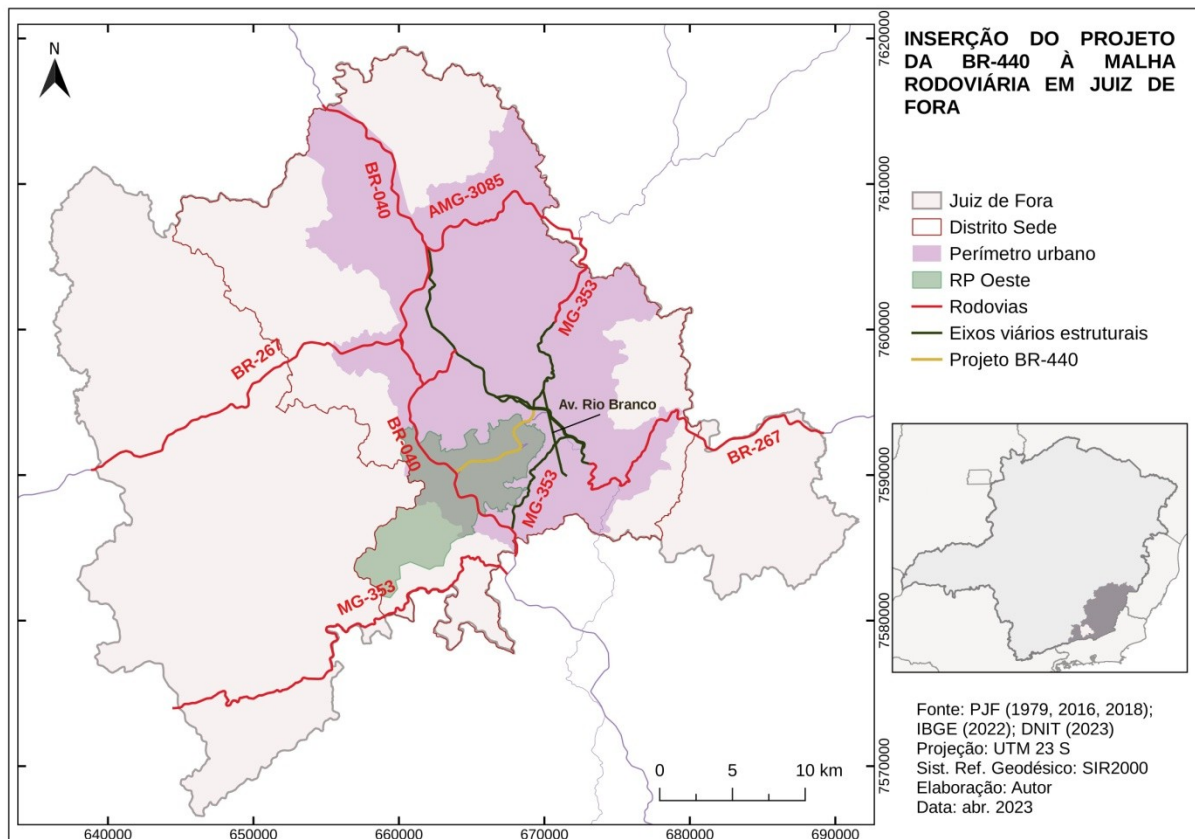 INSERÇÃO DO PROJETO
DA BR-440 À MALHA
RODOVIÁRIA EM JUIZ DE
FORA
N
BR-040
AMG-3085
MG-353
BR-267
Av. Rio Branco
BR-040
BR-267
MG-353
MG-353
Juiz de Fora
Distrito Sede
Perímetro urbano
RP Oeste
Rodovias
Eixos viários estruturais
Projeto BR-440
7620000
7610000
7600000
7590000
7580000
7570000
0 5 10 km
640000 650000 660000 670000 680000 690000
Fonte: PJF (1979, 2016, 2018);
IBGE (2022); DNIT (2023)
Projeção: UTM 23 S
Sist. Ref. Geodésico: SIR2000
Elaboração: Autor
Data: abr. 2023